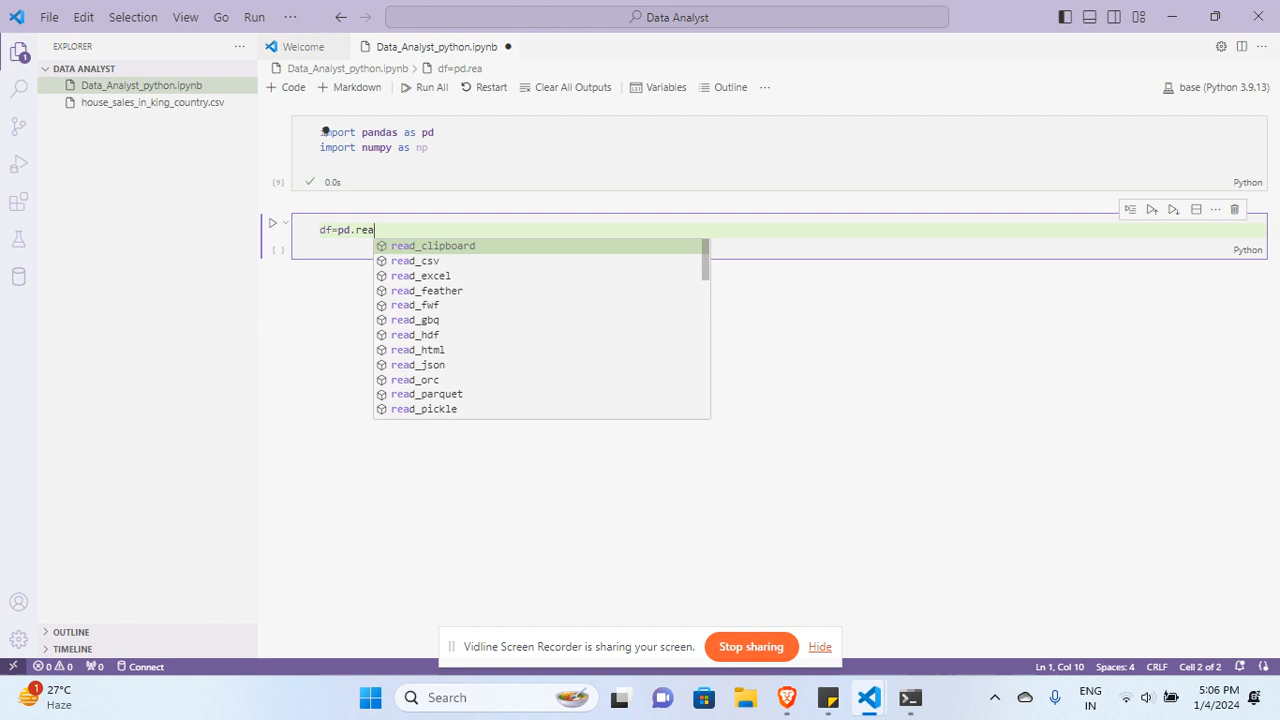 File Edit Selection View Go Run ... Data Analyst
EXPLORER ... Welcome Data_Analyst_python.ipynb
DATA ANALYST
Data_Analyst_python.ipynb
house_sales_in_king_country.csv
Data_Analyst_python.ipynb > df=pd.rea
+ Code + Markdown Run All Restart Clear All Outputs Variables Outline ... base (Python 3.9.13)
import pandas as pd
import numpy as np
[9] ✓ 0.0s Python
df=pd.rea
[ ] Python
read_clipboard
read_csv
read_excel
read_feather
read_fwf
read_gbq
read_hdf
read_html
read_json
read_orc
read_parquet
read_pickle
OUTLINE
TIMELINE
Vidline Screen Recorder is sharing your screen. Stop sharing Hide
0 0 0 Connect Ln 1, Col 10 Spaces: 4 CRLF Cell 2 of 2
1
27°C
Haze
Search
ENG
IN
5:06 PM
1/4/2024
1